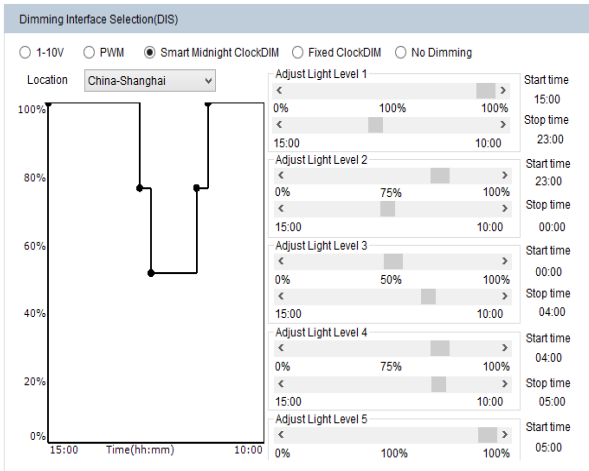 Dimming Interface Selection(DIS)
1-10V PWM Smart Midnight ClockDIM Fixed ClockDIM No Dimming
Location China-Shanghai
100%
80%
60%
40%
20%
0%
15:00 Time(hh:mm) 10:00
Adjust Light Level 1
0% 100% 100%
15:00 10:00
Start time
15:00
Stop time
23:00
Adjust Light Level 2
0% 75% 100%
15:00 10:00
Start time
23:00
Stop time
00:00
Adjust Light Level 3
0% 50% 100%
15:00 10:00
Start time
00:00
Stop time
04:00
Adjust Light Level 4
0% 75% 100%
15:00 10:00
Start time
04:00
Stop time
05:00
Adjust Light Level 5
0% 100% 100%
Start time
05:00